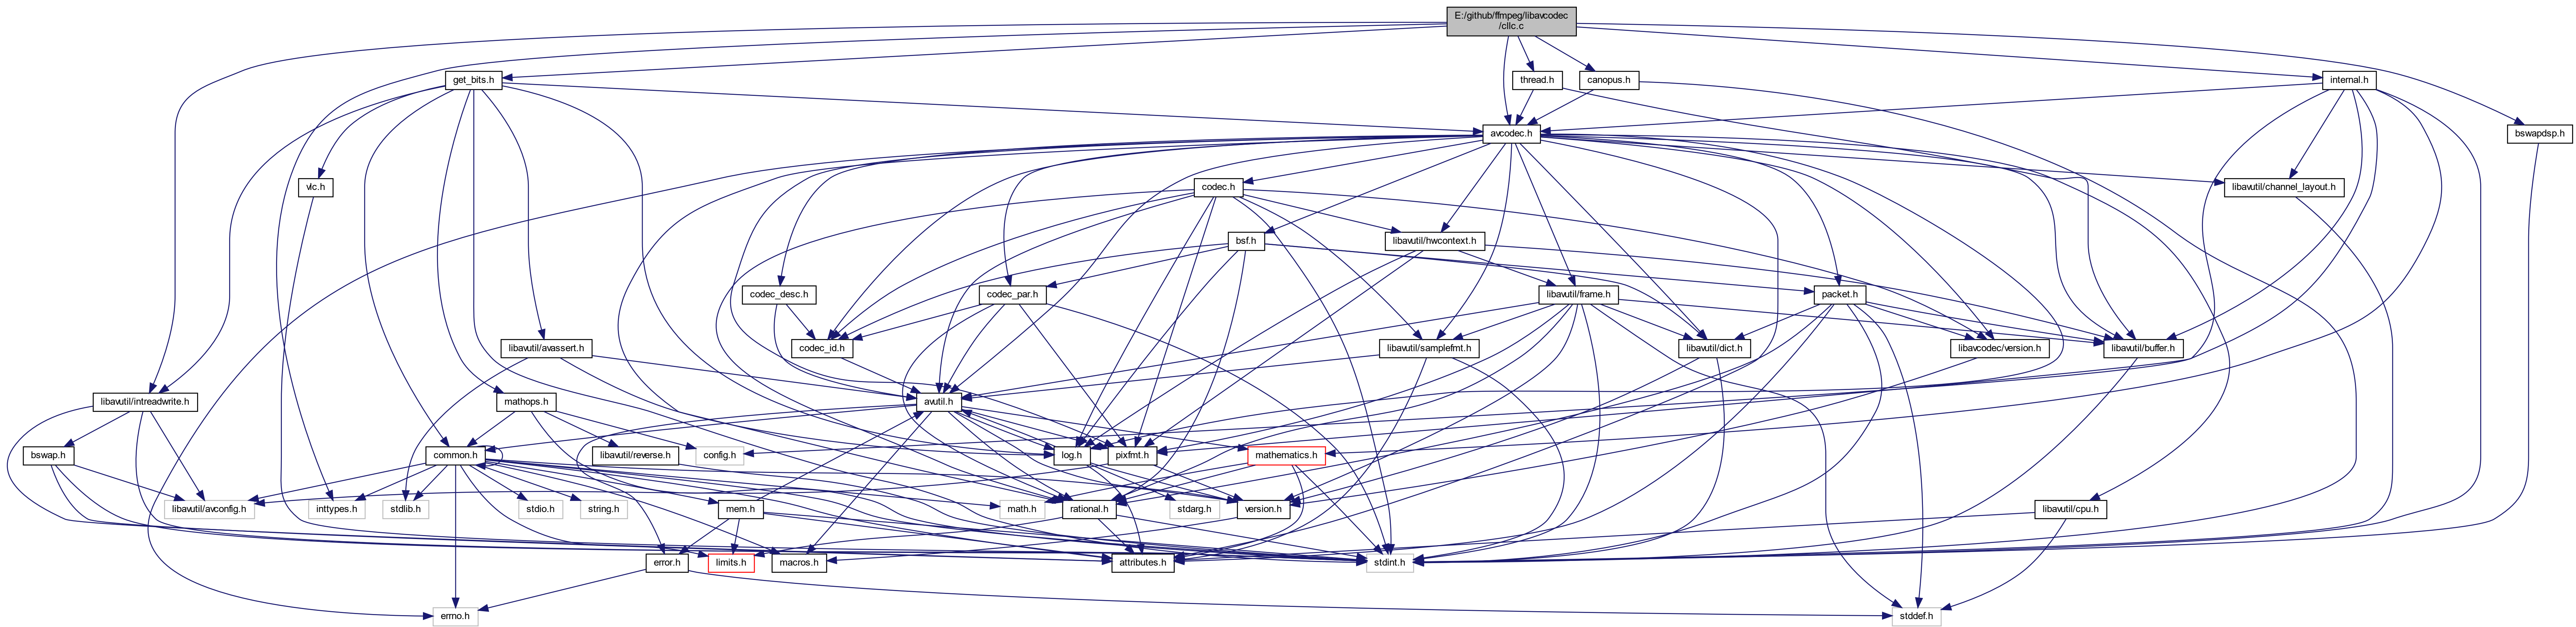 E:/github/ffmpeg/libavcodec
/cllc.c
get_bits.h
thread.h
canopus.h
internal.h
avcodec.h
bswapdsp.h
vlc.h
codec.h
libavutil/channel_layout.h
bsf.h
libavutil/hwcontext.h
codec_desc.h
codec_par.h
libavutil/frame.h
packet.h
libavutil/avassert.h
codec_id.h
libavutil/samplefmt.h
libavutil/dict.h
libavcodec/version.h
libavutil/buffer.h
libavutil/intreadwrite.h
mathops.h
avutil.h
bswap.h
common.h
libavutil/reverse.h
config.h
log.h
pixfmt.h
mathematics.h
libavutil/avconfig.h
inttypes.h
stdlib.h
stdio.h
string.h
mem.h
math.h
rational.h
stdarg.h
version.h
libavutil/cpu.h
error.h
limits.h
macros.h
attributes.h
stdint.h
errno.h
stddef.h